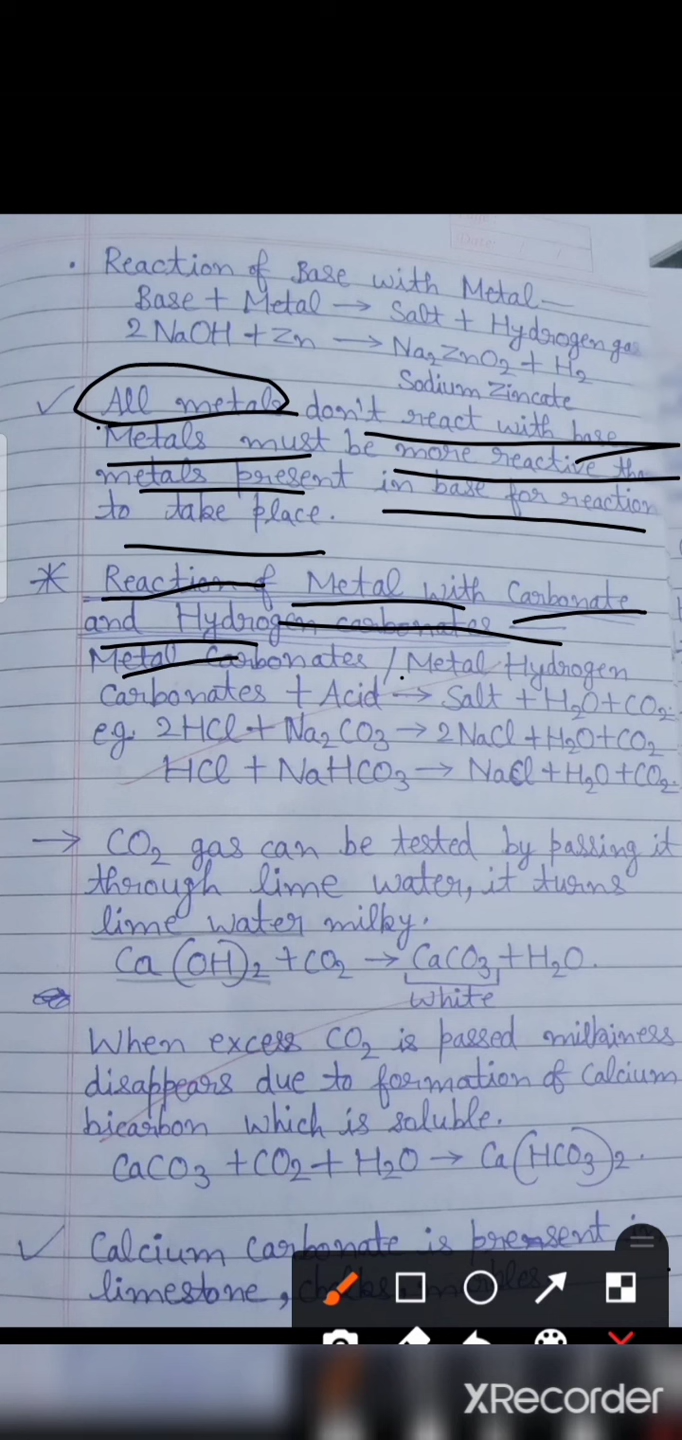 . Reaction of Base with Metal—
Base + Metal → Salt + Hydrogen gas
2 NaOH + Zn → Na₂ZnO₂ + H₂
Sodium Zincate
✓ All metals don't react with base
Metals must be more reactive tha
metals present in base for reaction
to take place.
* Reaction of Metal with Carbonate
and Hydrogen carbonates
Metal Carbonates / Metal Hydrogen
Carbonates + Acid → Salt + H₂O + CO₂.
e.g. 2HCl + Na₂CO₃ → 2NaCl + H₂O + CO₂
HCl + NaHCO₃ → NaCl + H₂O + CO₂.
→ CO₂ gas can be tested by passing it
through lime water, it turns
lime water milky.
Ca(OH)₂ + CO₂ → CaCO₃ + H₂O.
White
When excess CO₂ is passed milkiness
disappears due to formation of Calcium
bicarbon which is soluble.
CaCO₃ + CO₂ + H₂O → Ca(HCO₃)₂.
✓ Calcium carbonate is present
limestone,
XRecorder